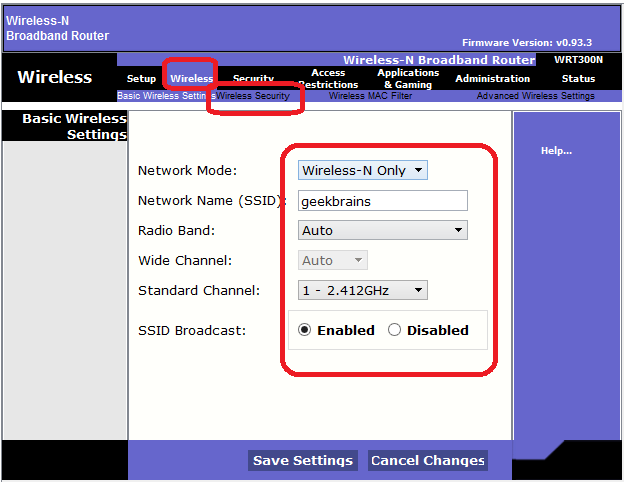 Wireless-N
Broadband Router
Firmware Version: v0.93.3
Wireless-N Broadband Router WRT300N
Wireless
Setup Wireless Security Access Restrictions Applications & Gaming Administration Status
Basic Wireless Settings Wireless Security Wireless MAC Filter Advanced Wireless Settings
Basic Wireless
Settings
Help...
Network Mode: Wireless-N Only
Network Name (SSID): geekbrains
Radio Band: Auto
Wide Channel: Auto
Standard Channel: 1 - 2.412GHz
SSID Broadcast: Enabled Disabled
Save Settings Cancel Changes